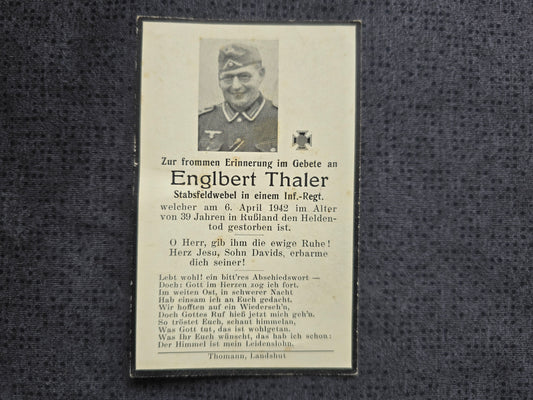 Zur frommen Erinnerung im Gebete an
Englbert Thaler
Stabsfeldwebel in einem Inf.-Regt.
welcher am 6. April 1942 im Alter
von 39 Jahren in Rußland den Helden-
tod gestorben ist.
O Herr, gib ihm die ewige Ruhe!
Herz Jesu, Sohn Davids, erbarme
dich seiner!
Lebt wohl! ein bitt'res Abschiedswort —
Doch: Gott im Herzen zog ich fort.
Im weiten Ost, in schwerer Nacht
Hab einsam ich an Euch gedacht.
Wir hofften auf ein Wiederseh'n,
Doch Gottes Ruf hieß jetzt mich geh'n.
So tröstet Euch, schaut himmelan,
Was Gott tut, das ist wohlgetan.
Was Ihr Euch wünscht, das hab ich schon:
Der Himmel ist mein Leidenslohn.
Thomann, Landshut